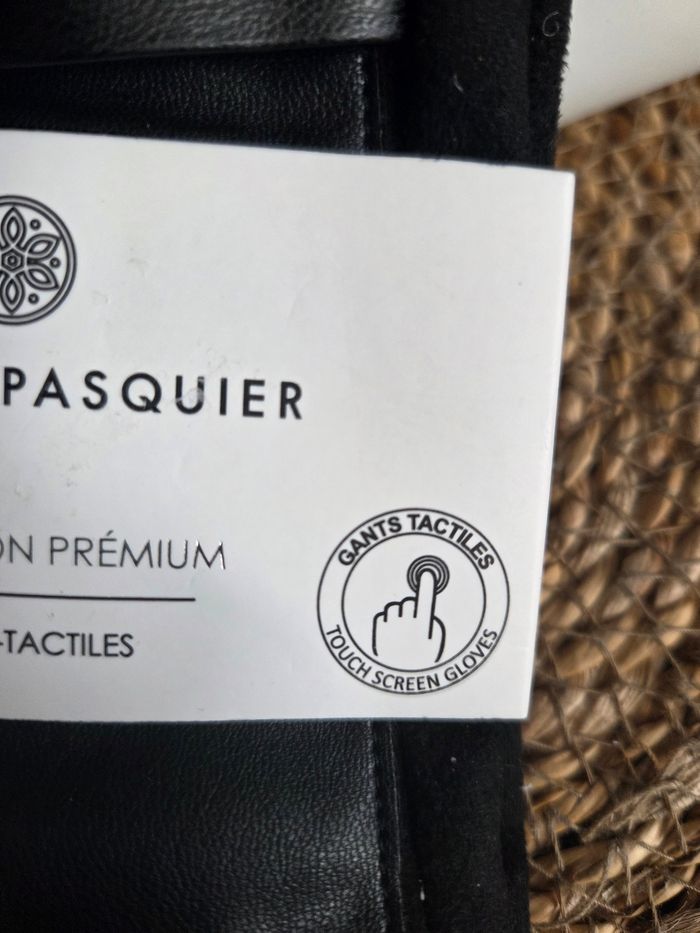 PASQUIER
ON PRÉMIUM
-TACTILES
GANTS TACTILES
TOUCH SCREEN GLOVES